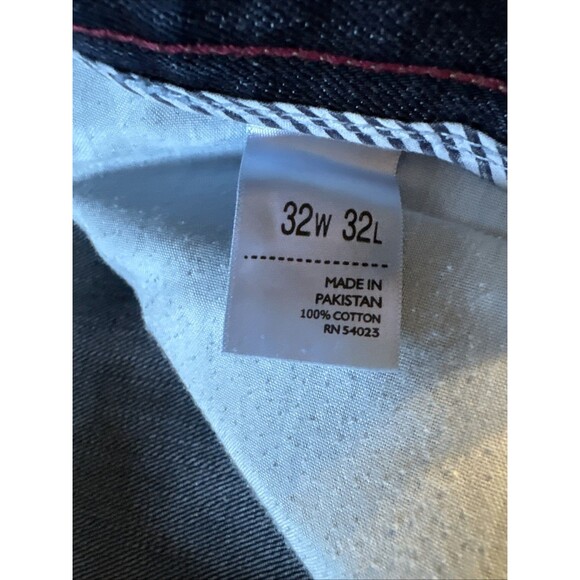 32W 32L
MADE IN
PAKISTAN
100% COTTON
RN 54023